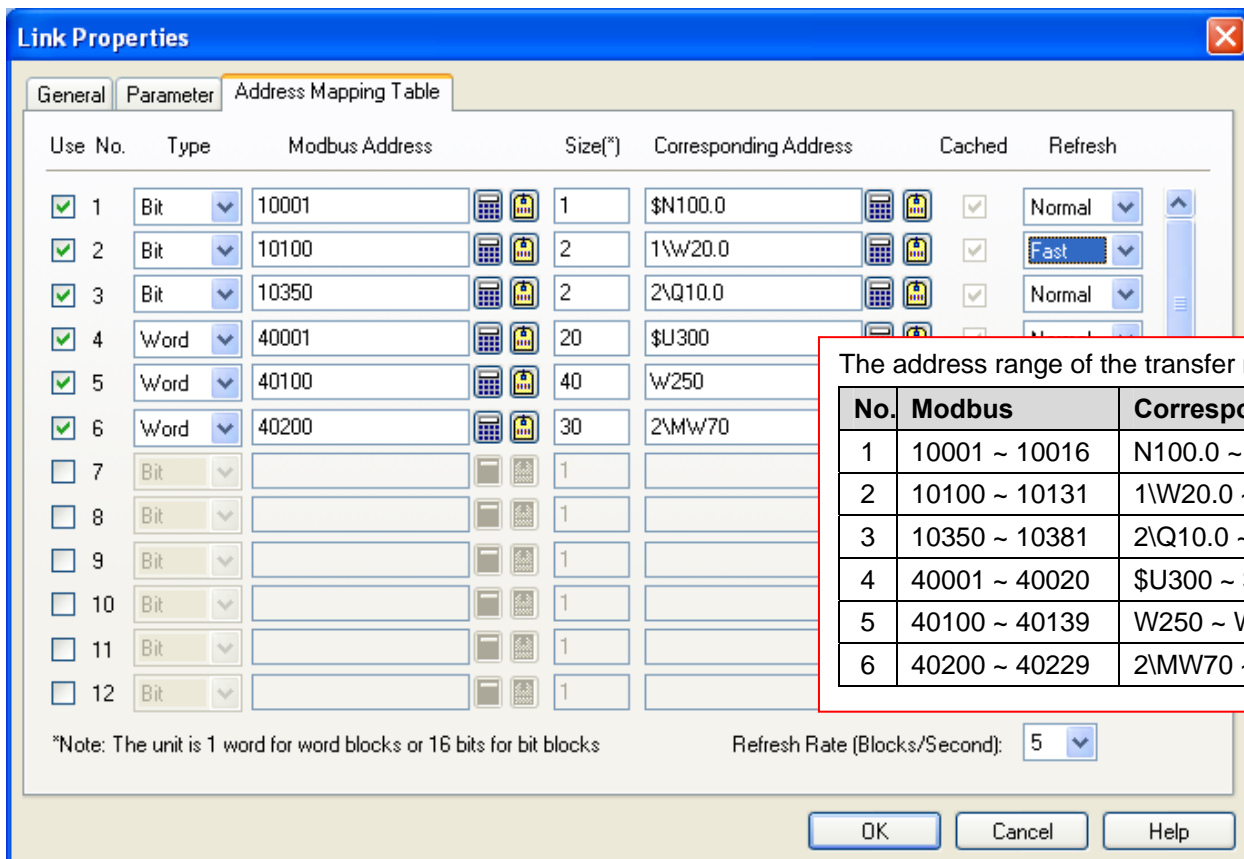 Link Properties
General Parameter Address Mapping Table
Use No. Type Modbus Address Size(*) Corresponding Address Cached Refresh
1 Bit 10001 1 $N100.0 Normal
2 Bit 10100 2 1\W20.0 Fast
3 Bit 10350 2 2\Q10.0 Normal
4 Word 40001 20 $U300
5 Word 40100 40 W250
6 Word 40200 30 2\MW70
7 Bit 1
8 Bit 1
9 Bit 1
10 Bit 1
11 Bit 1
12 Bit 1
The address range of the transfer
No. Modbus
1 10001 ~ 10016 N100.0 ~
2 10100 ~ 10131 1\W20.0 ~
3 10350 ~ 10381 2\Q10.0 ~
4 40001 ~ 40020 $U300 ~
5 40100 ~ 40139 W250 ~
6 40200 ~ 40229 2\MW70 ~
*Note: The unit is 1 word for word blocks or 16 bits for bit blocks Refresh Rate (Blocks/Second): 5
OK Cancel Help